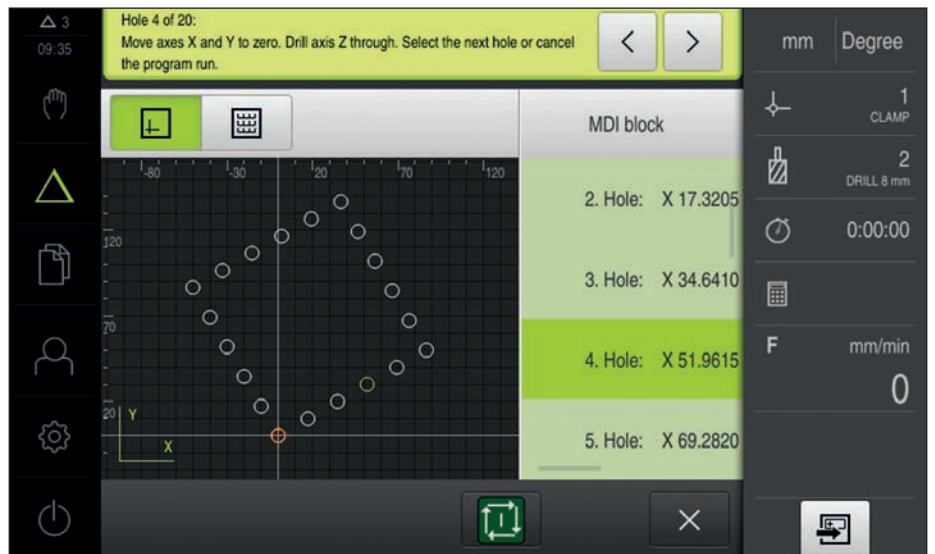 3
09:35
Hole 4 of 20:
Move axes X and Y to zero. Drill axis Z through. Select the next hole or cancel
the program run.
mm Degree
MDI block
1
CLAMP
2
DRILL 8 mm
0:00:00
F mm/min
0
-80 -30 20 70 120
120
70
20
Y
X
2. Hole: X 17.3205
3. Hole: X 34.6410
4. Hole: X 51.9615
5. Hole: X 69.2820